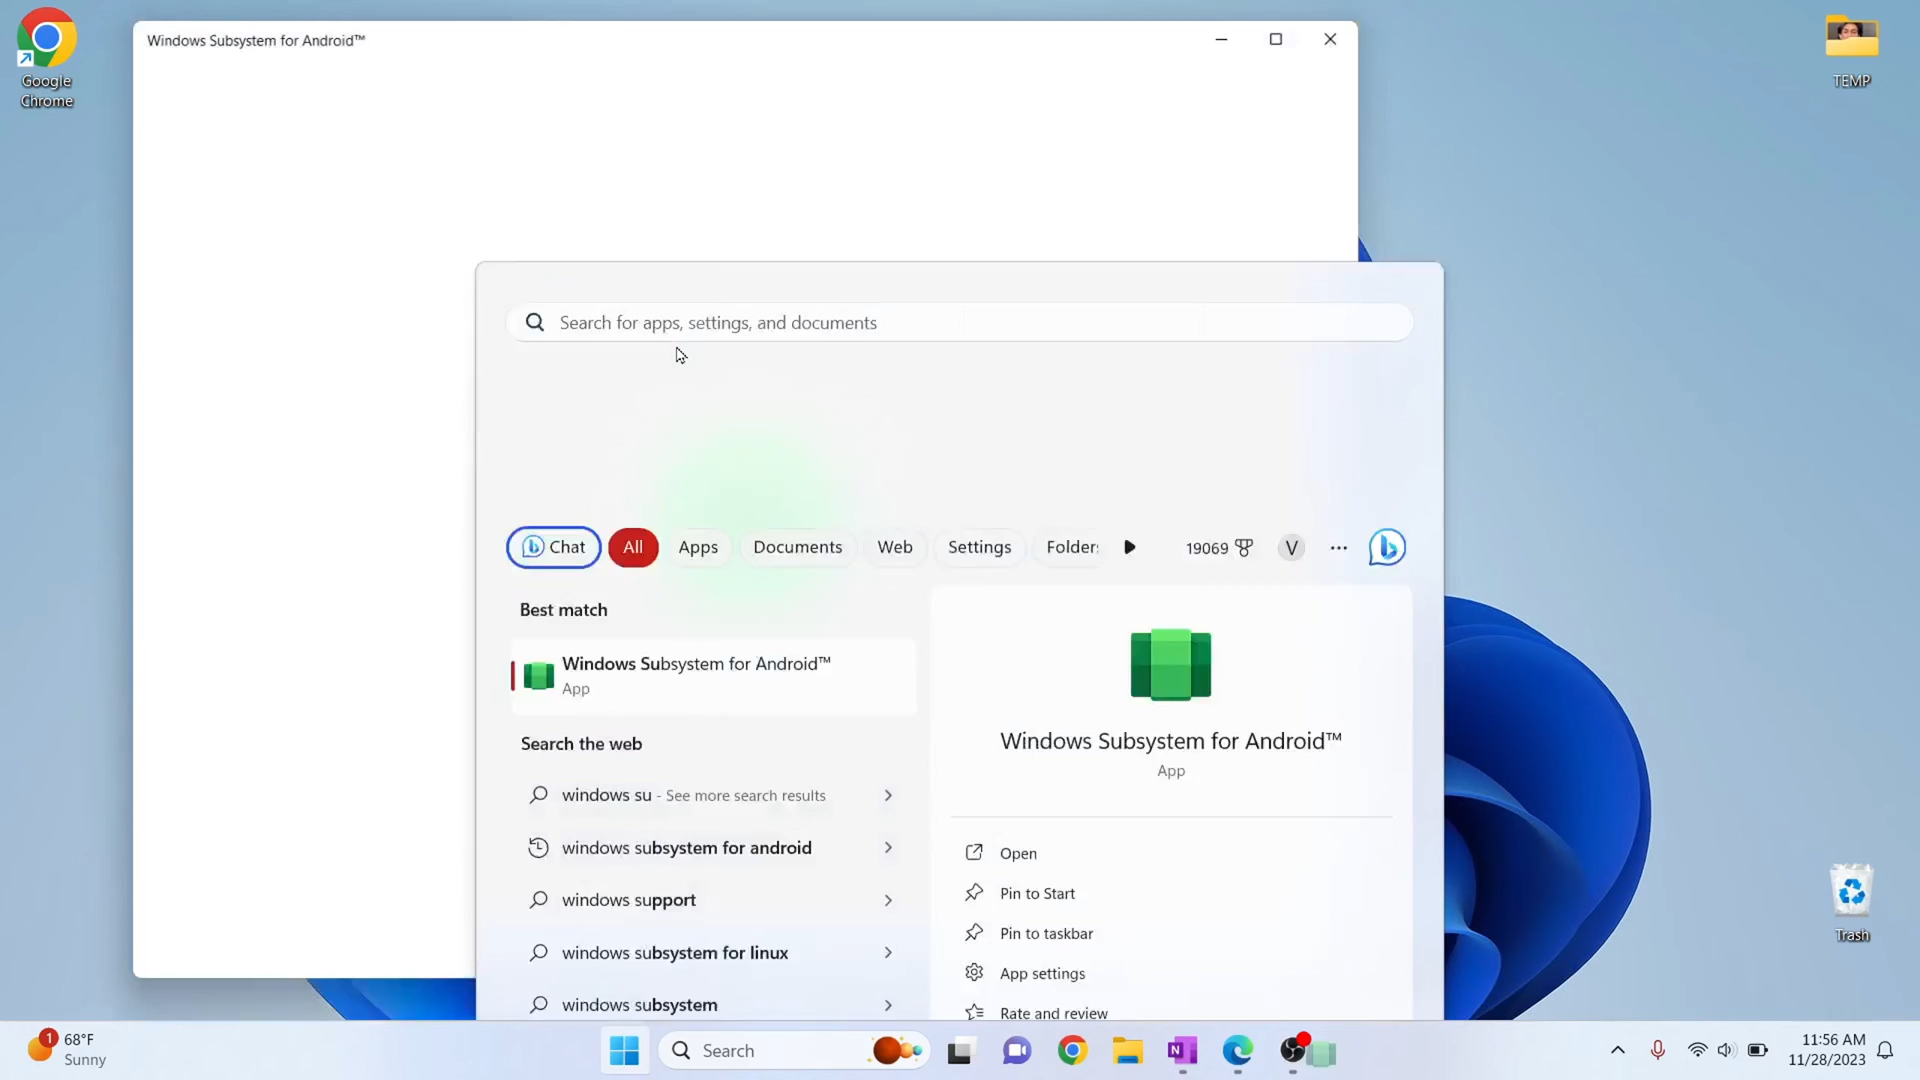 Google
Chrome
Windows Subsystem for Android™
TEMP
Search for apps, settings, and documents
Chat
All
Apps
Documents
Web
Settings
Folder
19069
V
Best match
Windows Subsystem for Android™
App
Search the web
windows su - See more search results
windows subsystem for android
windows support
windows subsystem for linux
windows subsystem
Windows Subsystem for Android™
App
Open
Pin to Start
Pin to taskbar
App settings
Rate and review
Trash
1
68°F
Sunny
Search
N
11:56 AM
11/28/2023